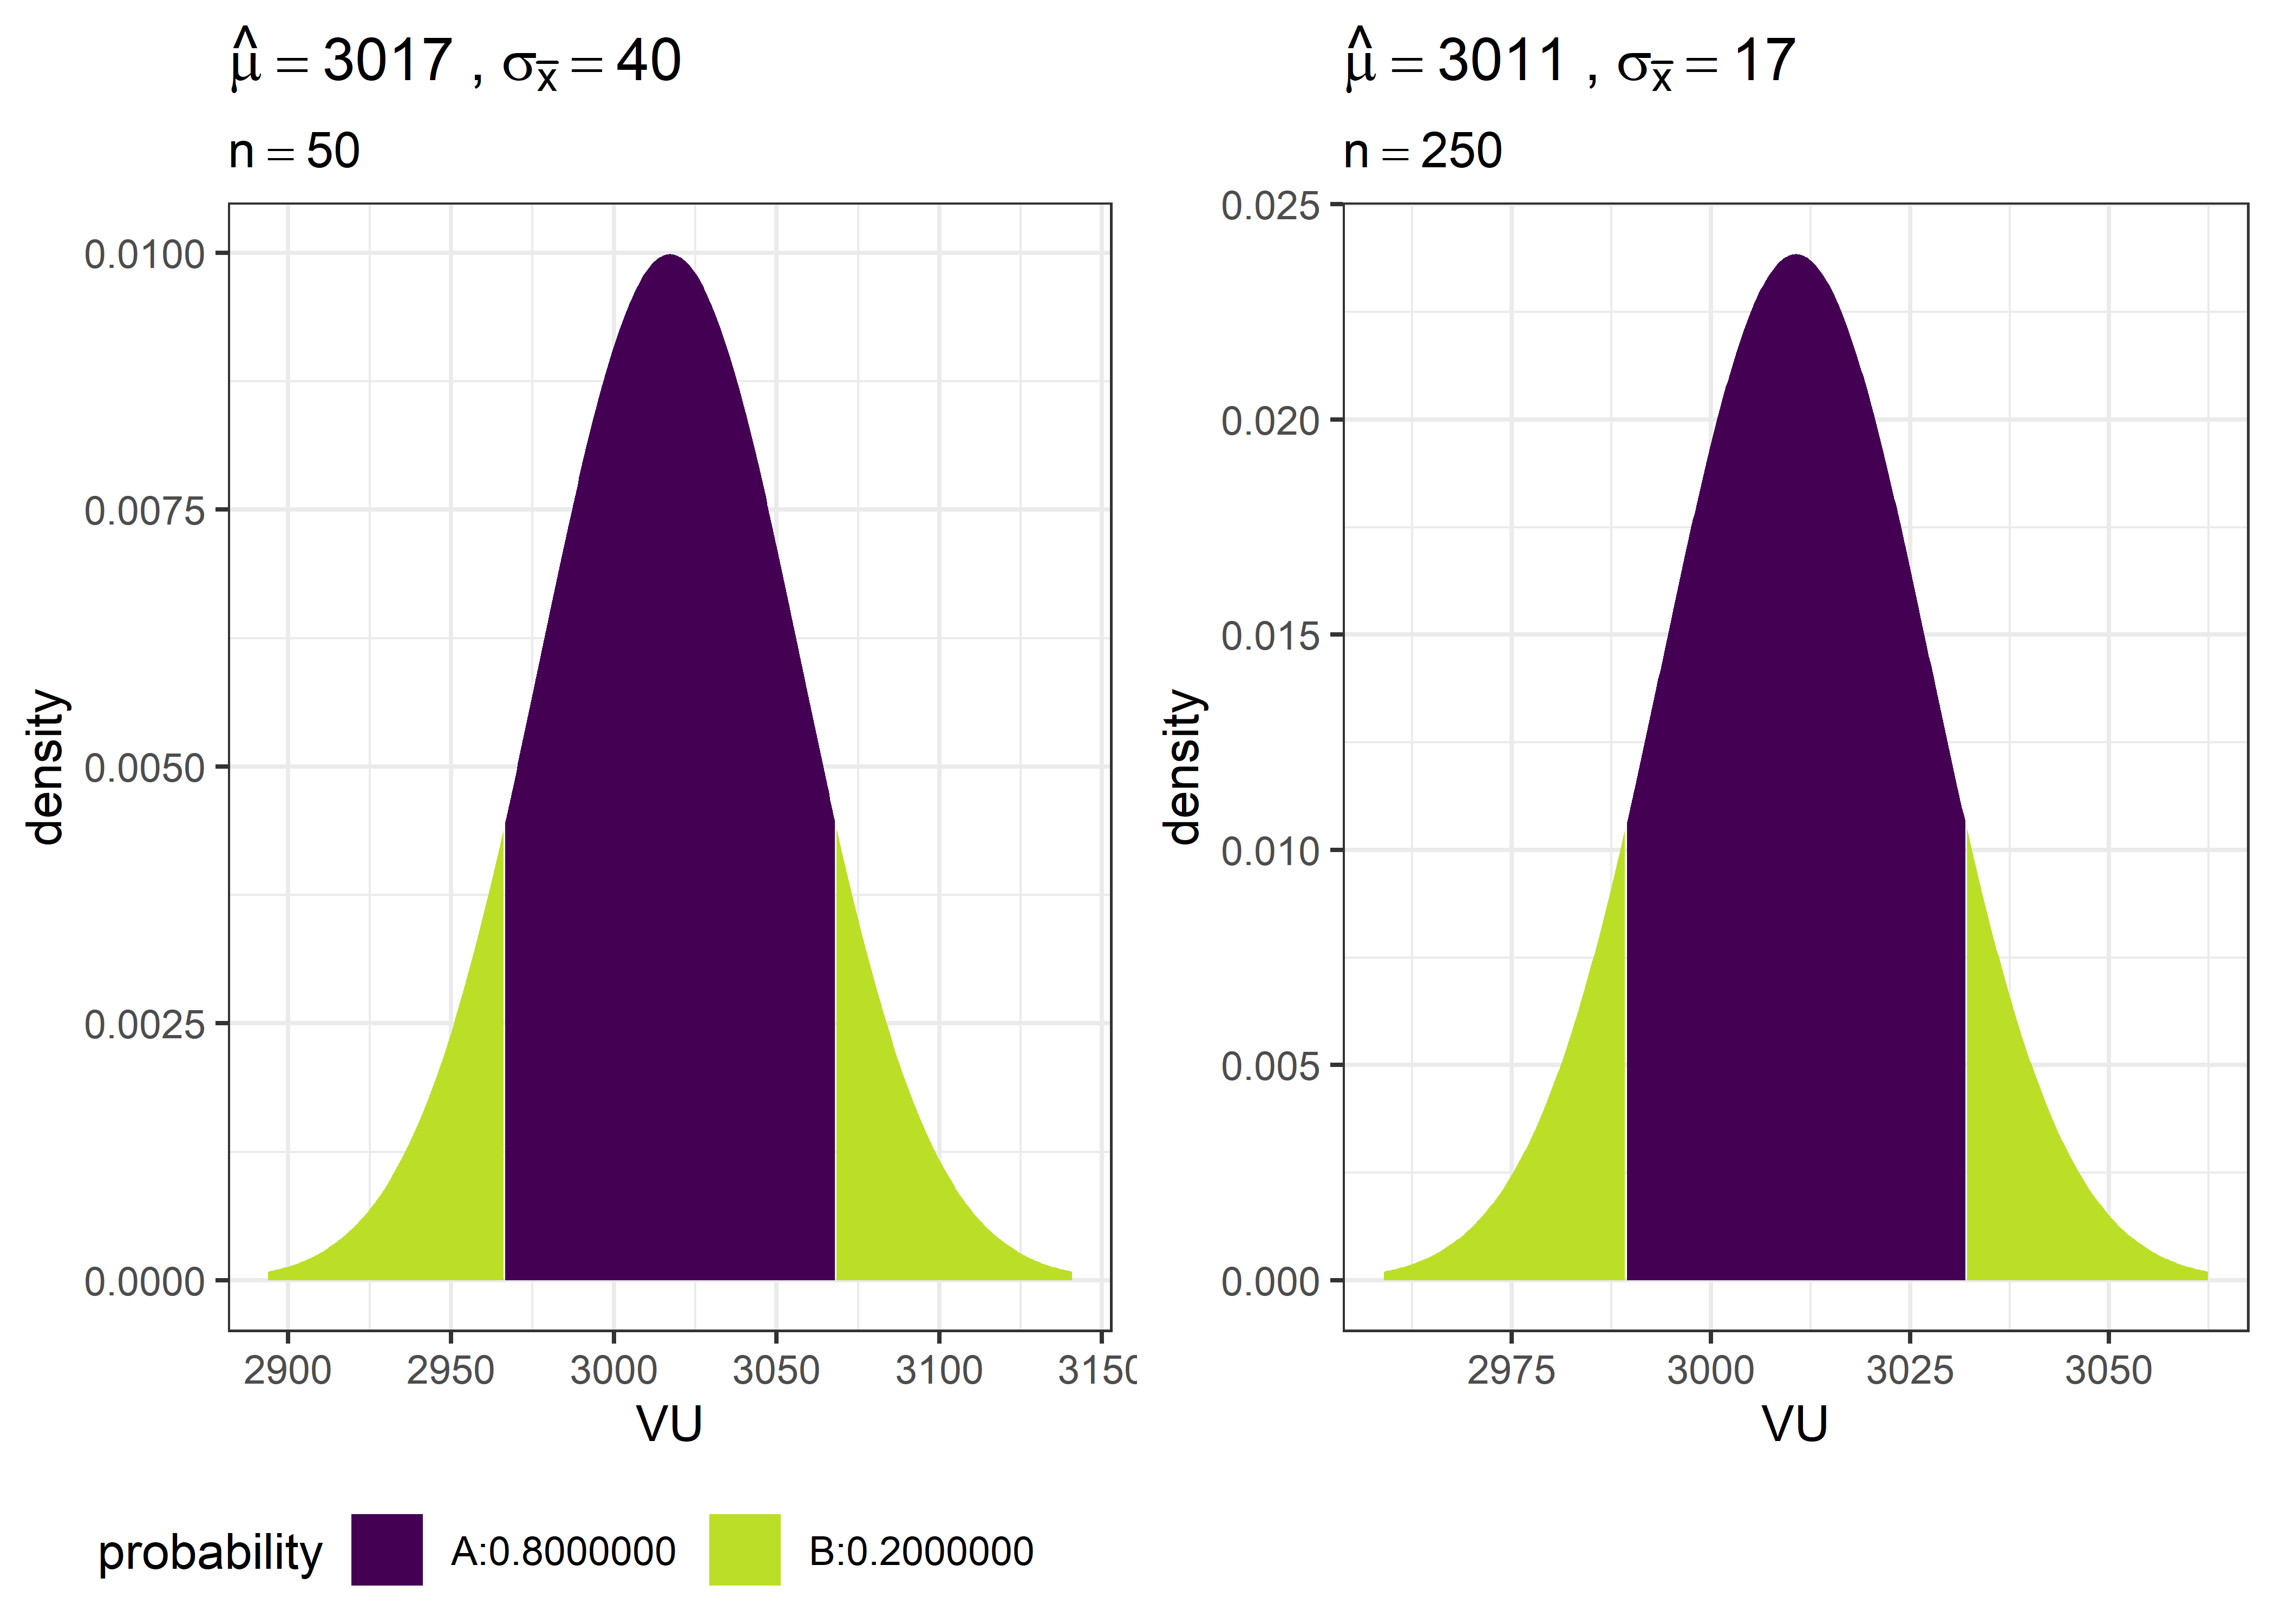 μ̂ = 3017 , σx̅ = 40
n = 50
density
0.0100
0.0075
0.0050
0.0025
0.0000
2900 2950 3000 3050 3100 3150
VU
μ̂ = 3011 , σx̅ = 17
n = 250
density
0.025
0.020
0.015
0.010
0.005
0.000
2975 3000 3025 3050
VU
probability A:0.8000000 B:0.2000000